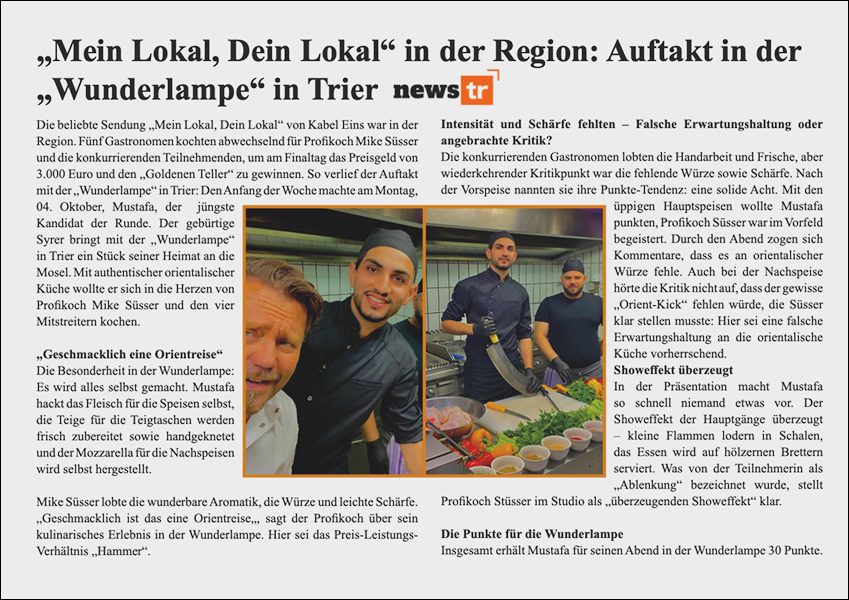 „Mein Lokal, Dein Lokal“ in der Region: Auftakt in der
„Wunderlampe“ in Trier news tr
Die beliebte Sendung „Mein Lokal, Dein Lokal“ von Kabel Eins war in der
Region. Fünf Gastronomen kochten abwechselnd für Profikoch Mike Süsser
und die konkurrierenden Teilnehmenden, um am Finaltag das Preisgeld von
3.000 Euro und den „Goldenen Teller“ zu gewinnen. So verlief der Auftakt
mit der „Wunderlampe“ in Trier: Den Anfang der Woche machte am Montag,
04. Oktober, Mustafa, der jüngste
Kandidat der Runde. Der gebürtige
Syrer bringt mit der „Wunderlampe“
in Trier ein Stück seiner Heimat an die
Mosel. Mit authentischer orientalischer
Küche wollte er sich in die Herzen von
Profikoch Mike Süsser und den vier
Mitstreitern kochen.
„Geschmacklich eine Orientreise“
Die Besonderheit in der Wunderlampe:
Es wird alles selbst gemacht. Mustafa
hackt das Fleisch für die Speisen selbst,
die Teige für die Teigtaschen werden
frisch zubereitet sowie handgeknetet
und der Mozzarella für die Nachspeisen
wird selbst hergestellt.
Mike Süsser lobte die wunderbare Aromatik, die Würze und leichte Schärfe.
„Geschmacklich ist das eine Orientreise„, sagt der Profikoch über sein
kulinarisches Erlebnis in der Wunderlampe. Hier sei das Preis-Leistungs-
Verhältnis „Hammer“.
Intensität und Schärfe fehlten – Falsche Erwartungshaltung oder
angebrachte Kritik?
Die konkurrierenden Gastronomen lobten die Handarbeit und Frische, aber
wiederkehrender Kritikpunkt war die fehlende Würze sowie Schärfe. Nach
der Vorspeise nannten sie ihre Punkte-Tendenz: eine solide Acht. Mit den
üppigen Hauptspeisen wollte Mustafa
punkten, Profikoch Süsser war im Vorfeld
begeistert. Durch den Abend zogen sich
Kommentare, dass es an orientalischer
Würze fehle. Auch bei der Nachspeise
hörte die Kritik nicht auf, dass der gewisse
„Orient-Kick“ fehlen würde, die Süsser
klar stellen musste: Hier sei eine falsche
Erwartungshaltung an die orientalische
Küche vorherrschend.
Showeffekt überzeugt
In der Präsentation macht Mustafa
so schnell niemand etwas vor. Der
Showeffekt der Hauptgänge überzeugt
– kleine Flammen lodern in Schalen,
das Essen wird auf hölzernen Brettern
serviert. Was von der Teilnehmerin als
„Ablenkung“ bezeichnet wurde, stellt
Profikoch Stüsser im Studio als „überzeugenden Showeffekt“ klar.
Die Punkte für die Wunderlampe
Insgesamt erhält Mustafa für seinen Abend in der Wunderlampe 30 Punkte.